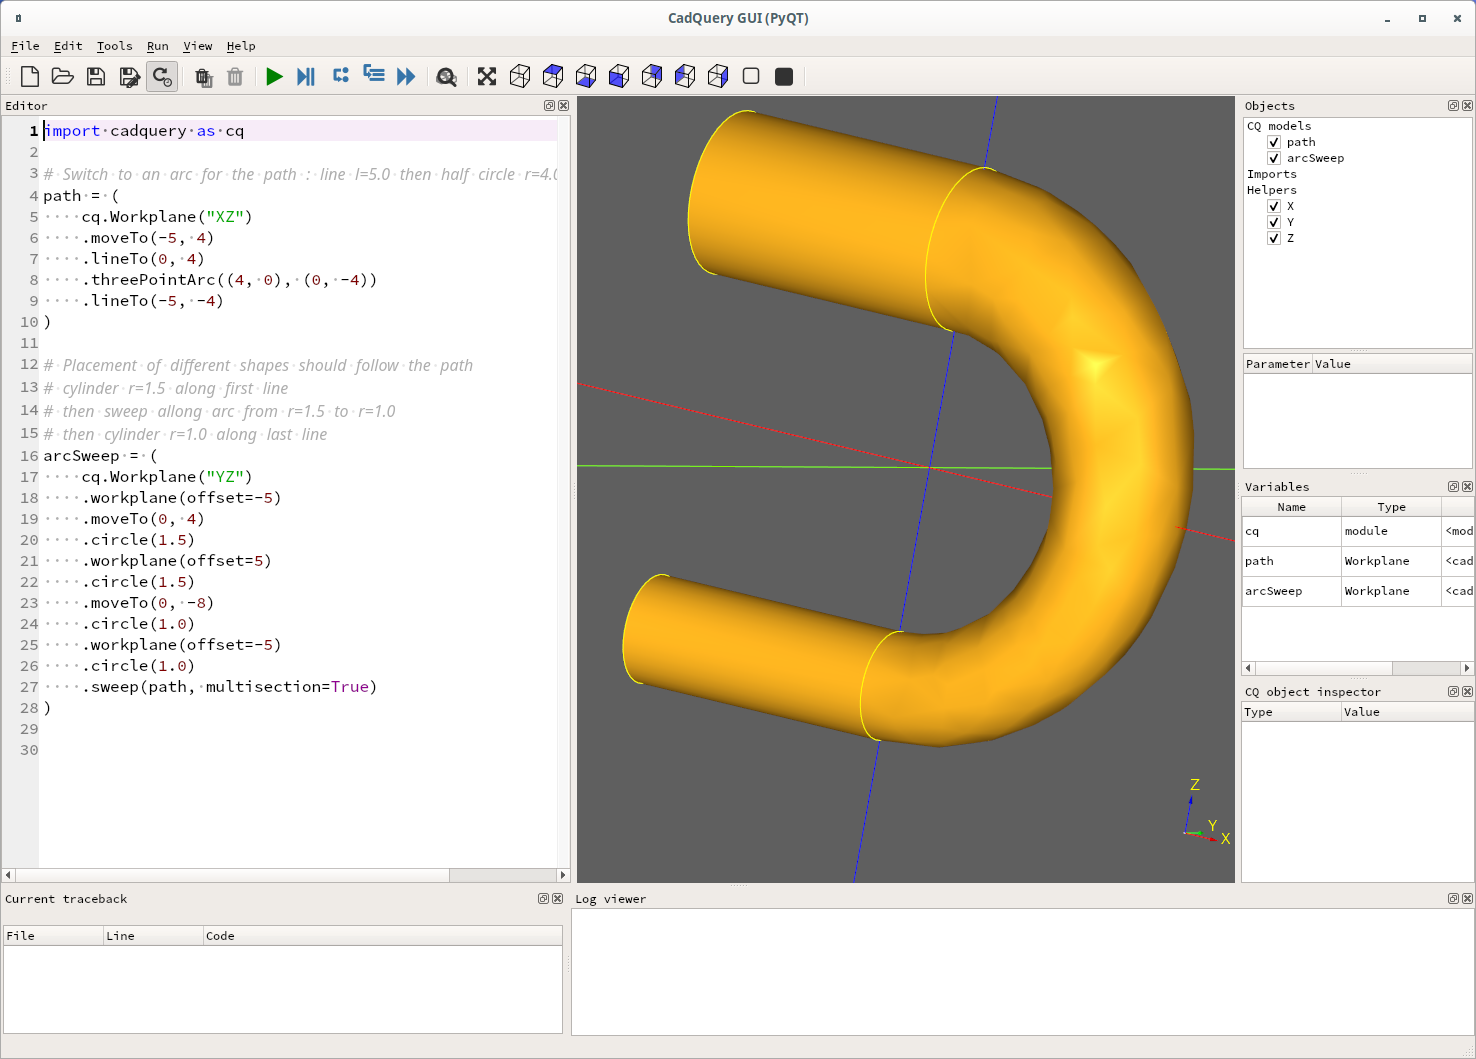 CadQuery GUI (PyQT)
File Edit Tools Run View Help
Editor
1 import cadquery as cq
2
3 # Switch to an arc for the path : line l=5.0 then half circle r=4.0
4 path = (
5 cq.Workplane("XZ")
6 .moveTo(-5, 4)
7 .lineTo(0, 4)
8 .threePointArc((4, 0), (0, -4))
9 .lineTo(-5, -4)
10 )
11
12 # Placement of different shapes should follow the path
13 # cylinder r=1.5 along first line
14 # then sweep allong arc from r=1.5 to r=1.0
15 # then cylinder r=1.0 along last line
16 arcSweep = (
17 cq.Workplane("YZ")
18 .workplane(offset=-5)
19 .moveTo(0, 4)
20 .circle(1.5)
21 .workplane(offset=5)
22 .circle(1.5)
23 .moveTo(0, -8)
24 .circle(1.0)
25 .workplane(offset=-5)
26 .circle(1.0)
27 .sweep(path, multisection=True)
28 )
29
30
Z
Y
X
Objects
CQ models
path
arcSweep
Imports
Helpers
X
Y
Z
Parameter Value
Variables
Name Type
cq module <mod
path Workplane <cad
arcSweep Workplane <cad
CQ object inspector
Type Value
Current traceback
File Line Code
Log viewer